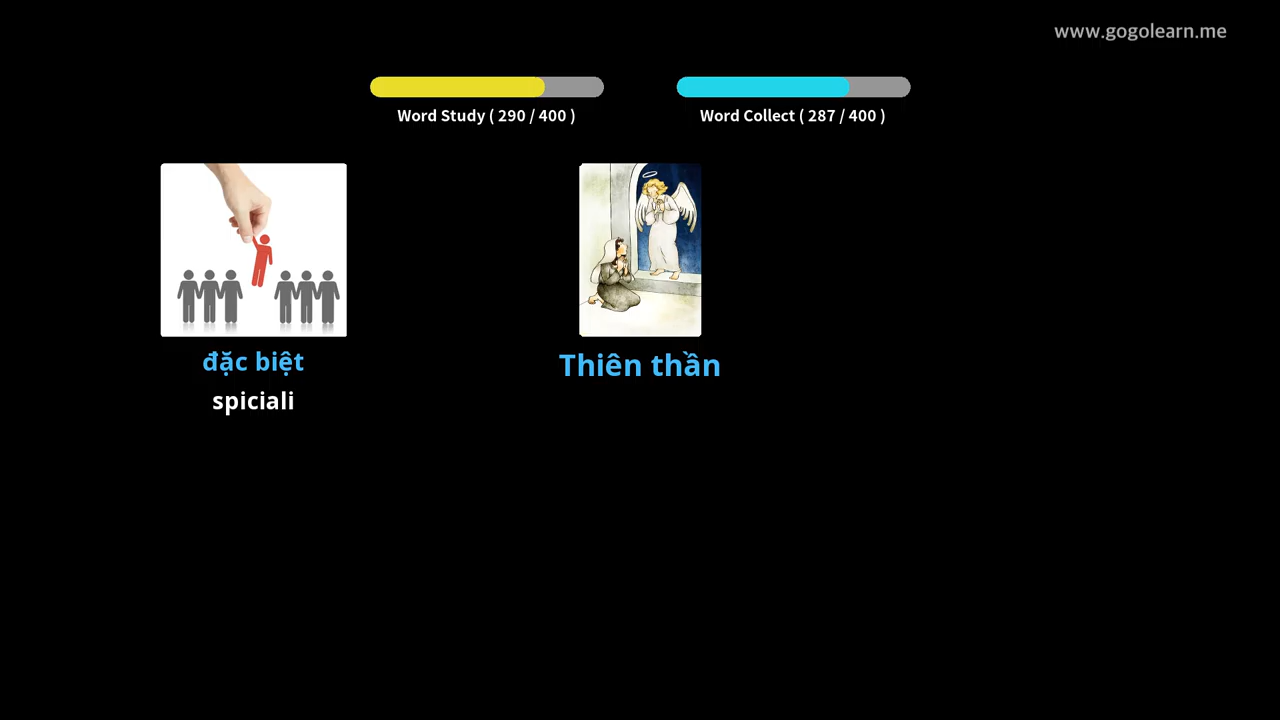 www.gogolearn.me
Word Study ( 290 / 400 )
Word Collect ( 287 / 400 )
đặc biệt
spiciali
Thiên thần